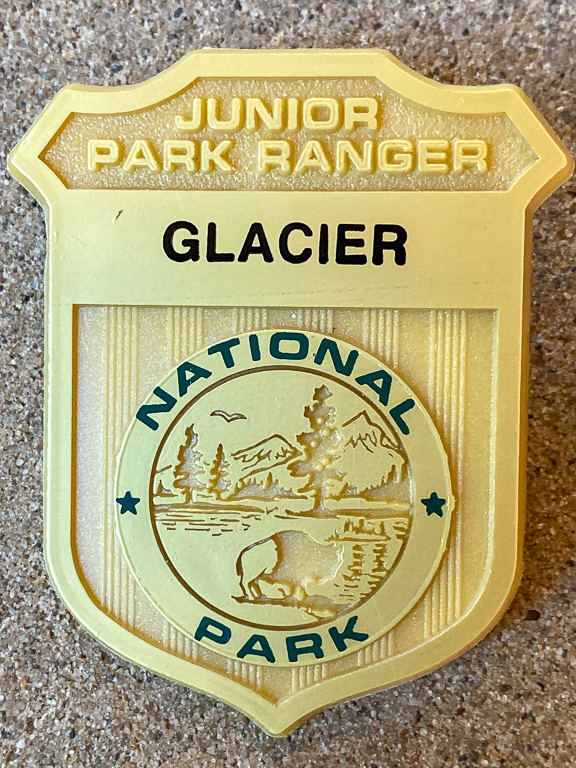 JUNIOR
PARK RANGER
GLACIER
NATIONAL
PARK